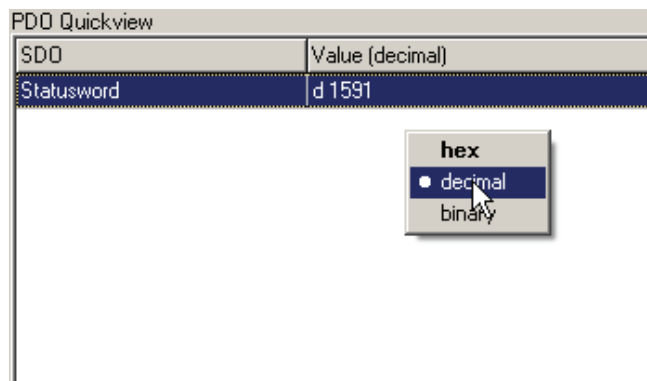 PDO Quickview
SDO Value (decimal)
Statusword d 1591
hex
decimal
binary